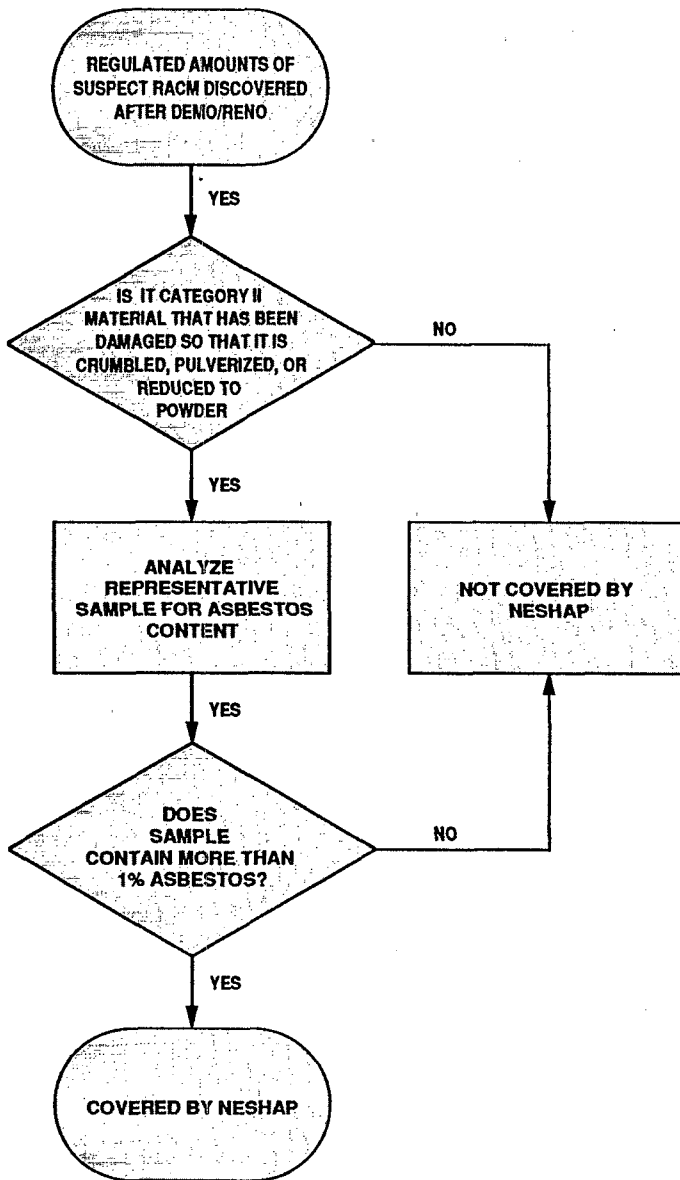 REGULATED AMOUNTS OF
SUSPECT RACM DISCOVERED
AFTER DEMO/RENO
YES
IS IT CATEGORY II
MATERIAL THAT HAS BEEN
DAMAGED SO THAT IT IS
CRUMBLED, PULVERIZED, OR
REDUCED TO
POWDER
NO
YES
ANALYZE
REPRESENTATIVE
SAMPLE FOR ASBESTOS
CONTENT
NOT COVERED BY
NESHAP
YES
DOES
SAMPLE
CONTAIN MORE THAN
1% ASBESTOS?
NO
YES
COVERED BY NESHAP